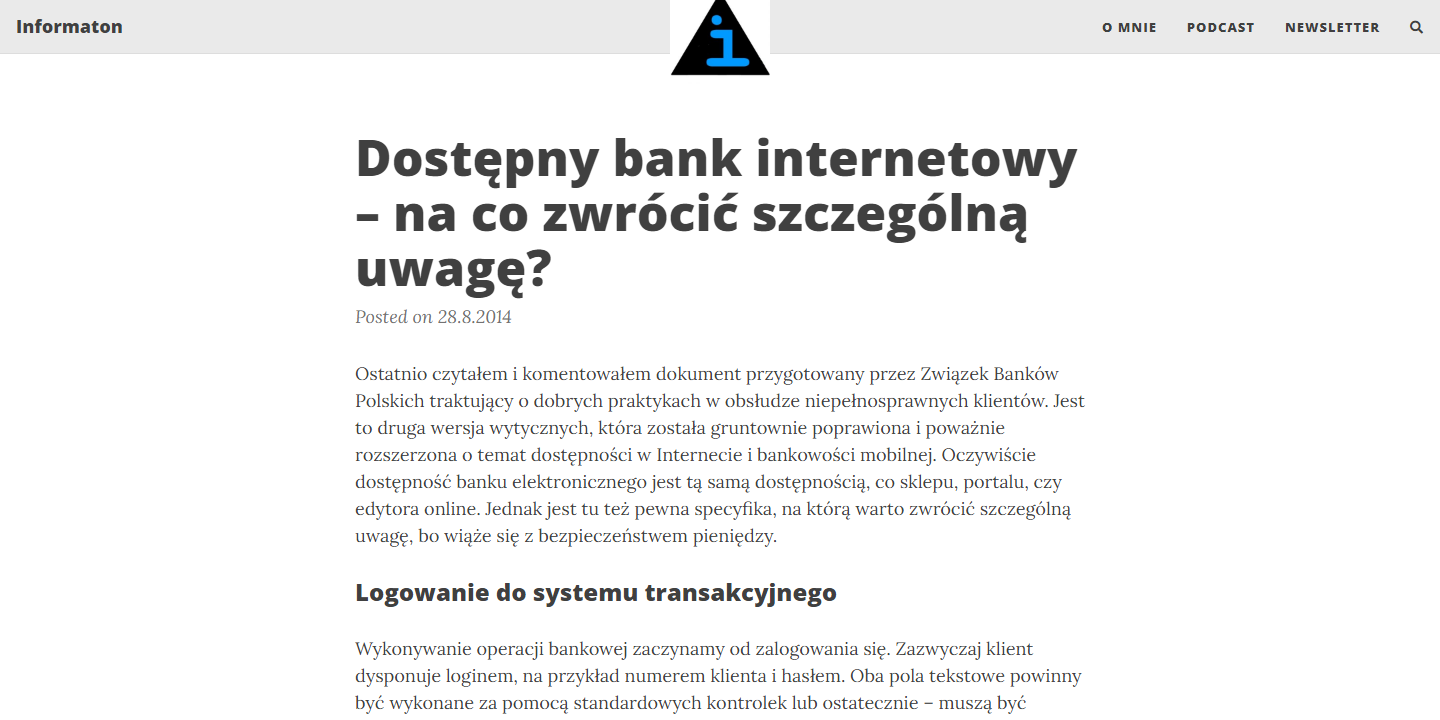 Informaton
i
O MNIE
PODCAST
NEWSLETTER
Dostępny bank internetowy
– na co zwrócić szczególną
uwagę?
Posted on 28.8.2014
Ostatnio czytałem i komentowałem dokument przygotowany przez Związek Banków
Polskich traktujący o dobrych praktykach w obsłudze niepełnosprawnych klientów. Jest
to druga wersja wytycznych, która została gruntownie poprawiona i poważnie
rozszerzona o temat dostępności w Internecie i bankowości mobilnej. Oczywiście
dostępność banku elektronicznego jest tą samą dostępnością, co sklepu, portalu, czy
edytora online. Jednak jest tu też pewna specyfika, na którą warto zwrócić szczególną
uwagę, bo wiąże się z bezpieczeństwem pieniędzy.
Logowanie do systemu transakcyjnego
Wykonywanie operacji bankowej zaczynamy od zalogowania się. Zazwyczaj klient
dysponuje loginem, na przykład numerem klienta i hasłem. Oba pola tekstowe powinny
być wykonane za pomocą standardowych kontrolek lub ostatecznie – muszą być